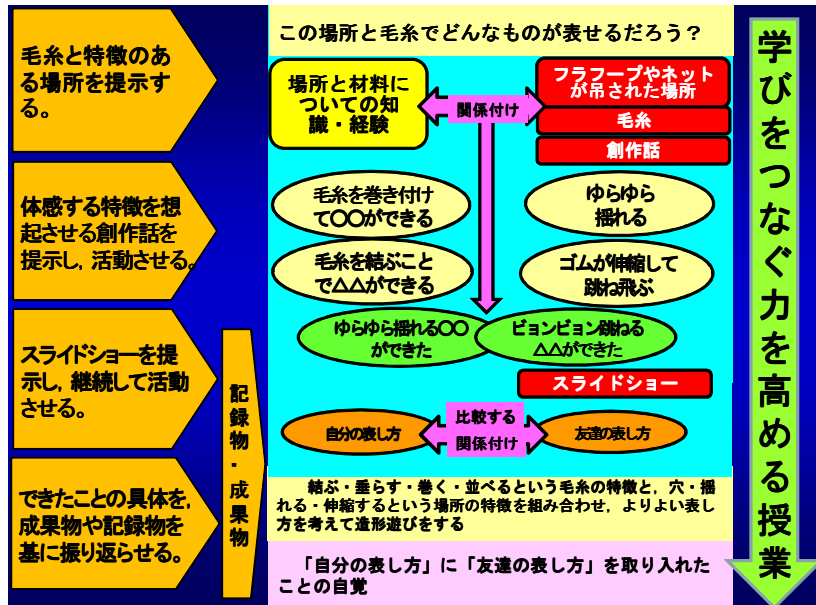 毛糸と特徴のあ
る場所を提示す
る。
体感する特徴を想
起させる創作話を
提示し，活動させる。
スライドショーを提
示し，継続して活動
させる。
できたことの具体を，
成果物や記録物を
基に振り返らせる。
記録物・成果物
この場所と毛糸でどんなものが表せるだろう？
場所と材料に
ついての知
識・経験
関係付け
フラフープやネット
が吊された場所
毛糸
創作話
毛糸を巻き付け
て〇〇ができる
ゆらゆら
揺れる
毛糸を結ぶこと
で△△ができる
ゴムが伸縮して
跳ね飛ぶ
ゆらゆら揺れる〇〇
ができた
ピョンピョン跳ねる
△△ができた
スライドショー
自分の表し方
比較する
関係付け
友達の表し方
結ぶ・垂らす・巻く・並べるという毛糸の特徴と，穴・揺
れる・伸縮するという場所の特徴を組み合わせ，よりよい表し
方を考えて造形遊びをする
「自分の表し方」に「友達の表し方」を取り入れた
ことの自覚
学びをつなぐ力を高める授業